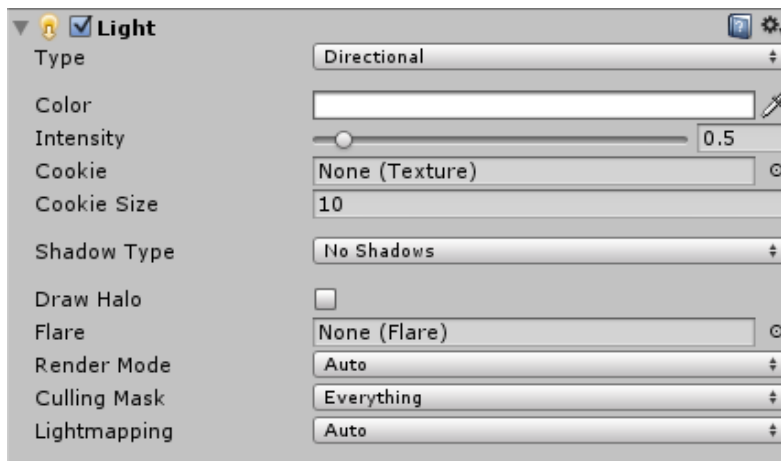 Light
Type Directional
Color
Intensity 0.5
Cookie None (Texture)
Cookie Size 10
Shadow Type No Shadows
Draw Halo
Flare None (Flare)
Render Mode Auto
Culling Mask Everything
Lightmapping Auto